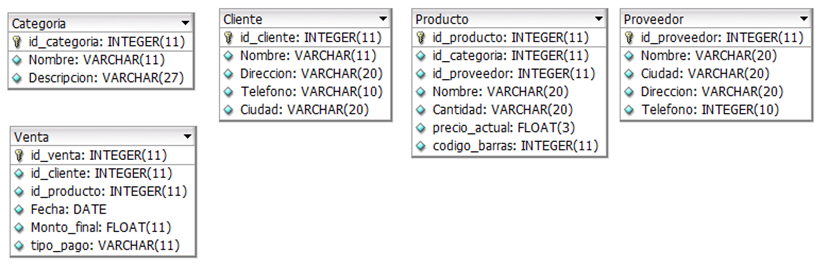 Categoria
id_categoria: INTEGER(11)
Nombre: VARCHAR(11)
Descripcion: VARCHAR(27)
Cliente
id_cliente: INTEGER(11)
Nombre: VARCHAR(11)
Direccion: VARCHAR(20)
Telefono: VARCHAR(10)
Ciudad: VARCHAR(20)
Producto
id_producto: INTEGER(11)
id_categoria: INTEGER(11)
id_proveedor: INTEGER(11)
Nombre: VARCHAR(20)
Cantidad: VARCHAR(20)
precio_actual: FLOAT(3)
codigo_barras: INTEGER(11)
Proveedor
id_proveedor: INTEGER(11)
Nombre: VARCHAR(20)
Ciudad: VARCHAR(20)
Direccion: VARCHAR(20)
Telefono: INTEGER(10)
Venta
id_venta: INTEGER(11)
id_cliente: INTEGER(11)
id_producto: INTEGER(11)
Fecha: DATE
Monto_final: FLOAT(11)
tipo_pago: VARCHAR(11)